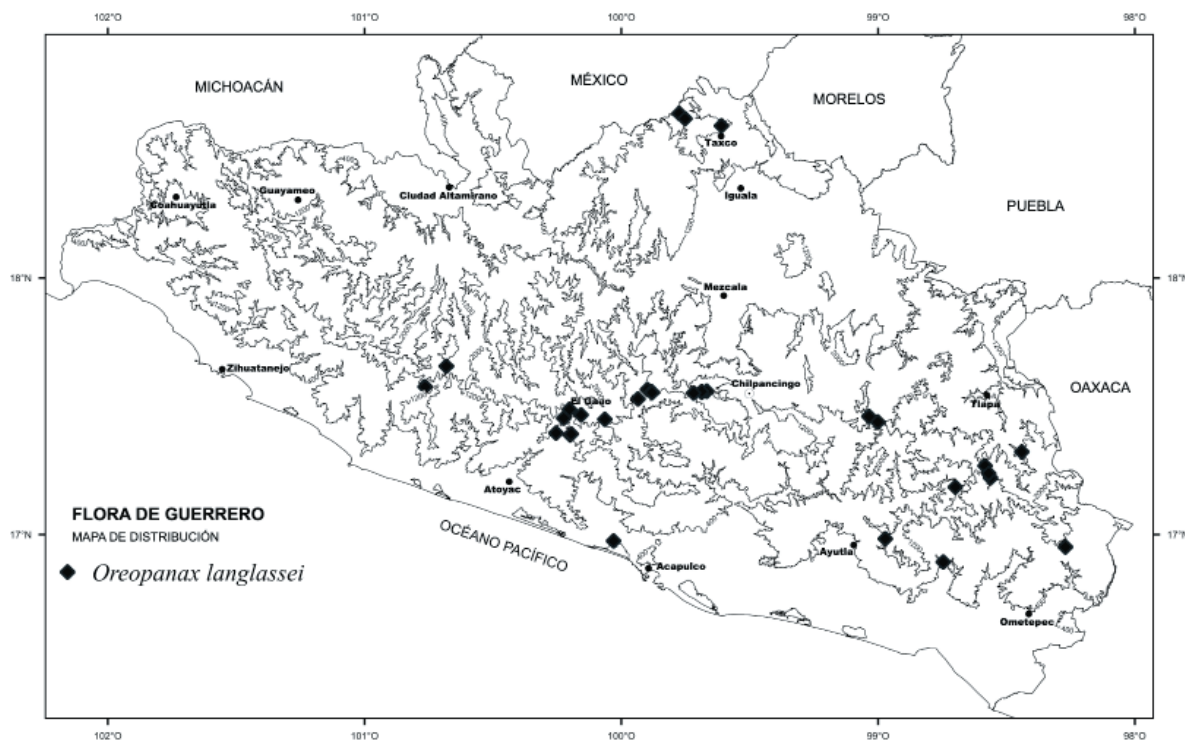 102°O 101°O 100°O 99°O 98°O
MÉXICO
MICHOACÁN
MORELOS
Taxco
Guayameo
Ciudad Altamirano
Iguala
Coahuayutla
PUEBLA
18°N 18°N
Mezcala
Zihuatanejo
Chilpancingo
OAXACA
El Gallo
Tlapa
Atoyac
FLORA DE GUERRERO
MAPA DE DISTRIBUCIÓN
17°N 17°N
OCÉANO PACÍFICO
Ayutla
Acapulco
Oreopanax langlassei
Ometepec
102°O 101°O 100°O 99°O 98°O